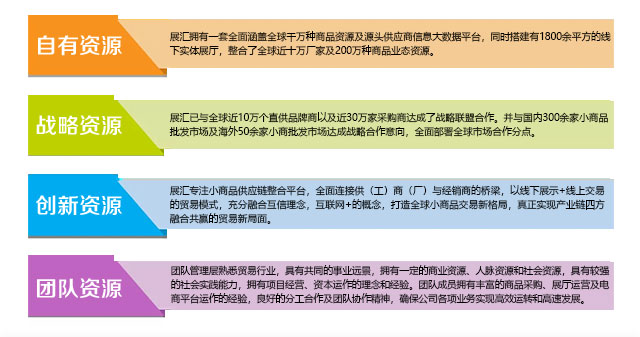 自有资源
展汇拥有一套全面涵盖全球千万种商品资源及源头供应商信息大数据平台，同时搭建有1800余平方的线
下实体展厅，整合了全球近十万厂家及200万种商品业态资源。
战略资源
展汇已与全球近10万个直供品牌商以及近30万家采购商达成了战略联盟合作。并与国内300余家小商品
批发市场及海外50余家小商批发市场达成战略合作意向，全面部署全球市场合作分点。
创新资源
展汇专注小商品供应链整合平台，全面连接供（工）商（厂）与经销商的桥梁，以线下展示+线上交易
的贸易模式，充分融合互信理念，互联网+的概念，打造全球小商品交易新格局，真正实现产业链四方
融合共赢的贸易新局面。
团队资源
团队管理层熟悉贸易行业，具有共同的事业远景，拥有一定的商业资源、人脉资源和社会资源，具有较强
的社会实践能力，拥有项目经营、资本运作的理念和经验。团队成员拥有丰富的商品采购、展厅运营及电
商平台运作的经验，良好的分工合作及团队协作精神，确保公司各项业务实现高效运转和高速发展。